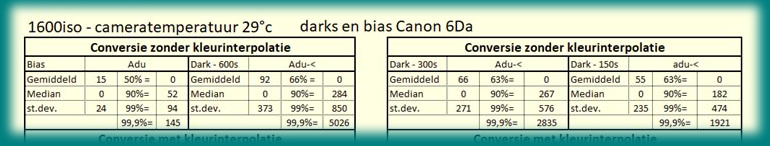 1600iso - cameratemperatuur 29°c darks en bias Canon 6Da
Conversie zonder kleurinterpolatie Conversie zonder kleurinterpolatie
Bias Adu Dark - 600s Adu-< Dark - 300s Adu-< Dark - 150s adu-<
Gemiddeld 15 50% = 0 Gemiddeld 92 66% = 0 Gemiddeld 66 63%= 0 Gemiddeld 55 63%= 0
Median 0 90%= 52 Median 0 90%= 284 Median 0 90%= 267 Median 0 90%= 182
st.dev. 24 99%= 94 st.dev. 373 99%= 850 st.dev. 271 99%= 576 st.dev. 235 99%= 474
99,9%= 145 99,9%= 5026 99,9%= 2835 99,9%= 1921
Conversie met kleurinterpolatie Conversie met kleurinterpolatie